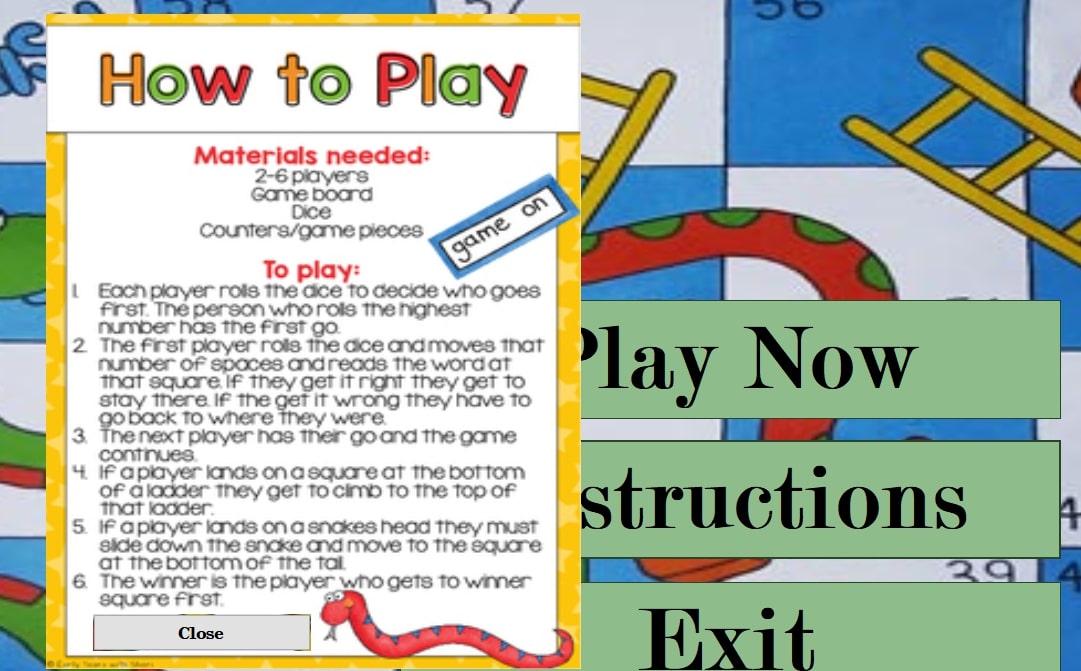 38
37
56
How to Play
Materials needed:
2-6 players
Game board
Dice
Counters/game pieces
game on
To play:
1. Each player rolls the dice to decide who goes
first. The person who rolls the highest
number has the first go.
2. The first player rolls the dice and moves that
number of spaces and reads the word at
that square. If they get it right they get to
stay there. If the get it wrong they have to
go back to where they were.
3. The next player has their go and the game
continues.
4. If a player lands on a square at the bottom
of a ladder they get to climb to the top of
that ladder.
5. If a player lands on a snakes head they must
slide down the snake and move to the square
at the bottom of the tail.
6. The winner is the player who gets to winner
square first.
Close
© Early Years with Shans
Play Now
structions
39
4
Exit